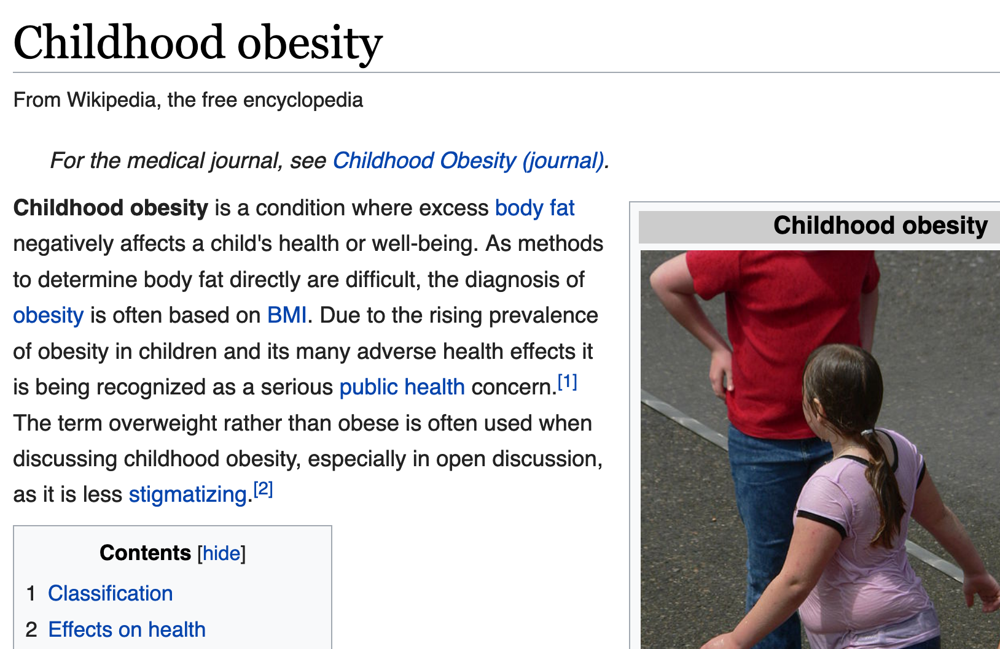 Childhood obesity
From Wikipedia, the free encyclopedia
For the medical journal, see Childhood Obesity (journal).
Childhood obesity is a condition where excess body fat
negatively affects a child's health or well-being. As methods
to determine body fat directly are difficult, the diagnosis of
obesity is often based on BMI. Due to the rising prevalence
of obesity in children and its many adverse health effects it
is being recognized as a serious public health concern.[1]
The term overweight rather than obese is often used when
discussing childhood obesity, especially in open discussion,
as it is less stigmatizing.[2]
Contents [hide]
1 Classification
2 Effects on health
Childhood obesity